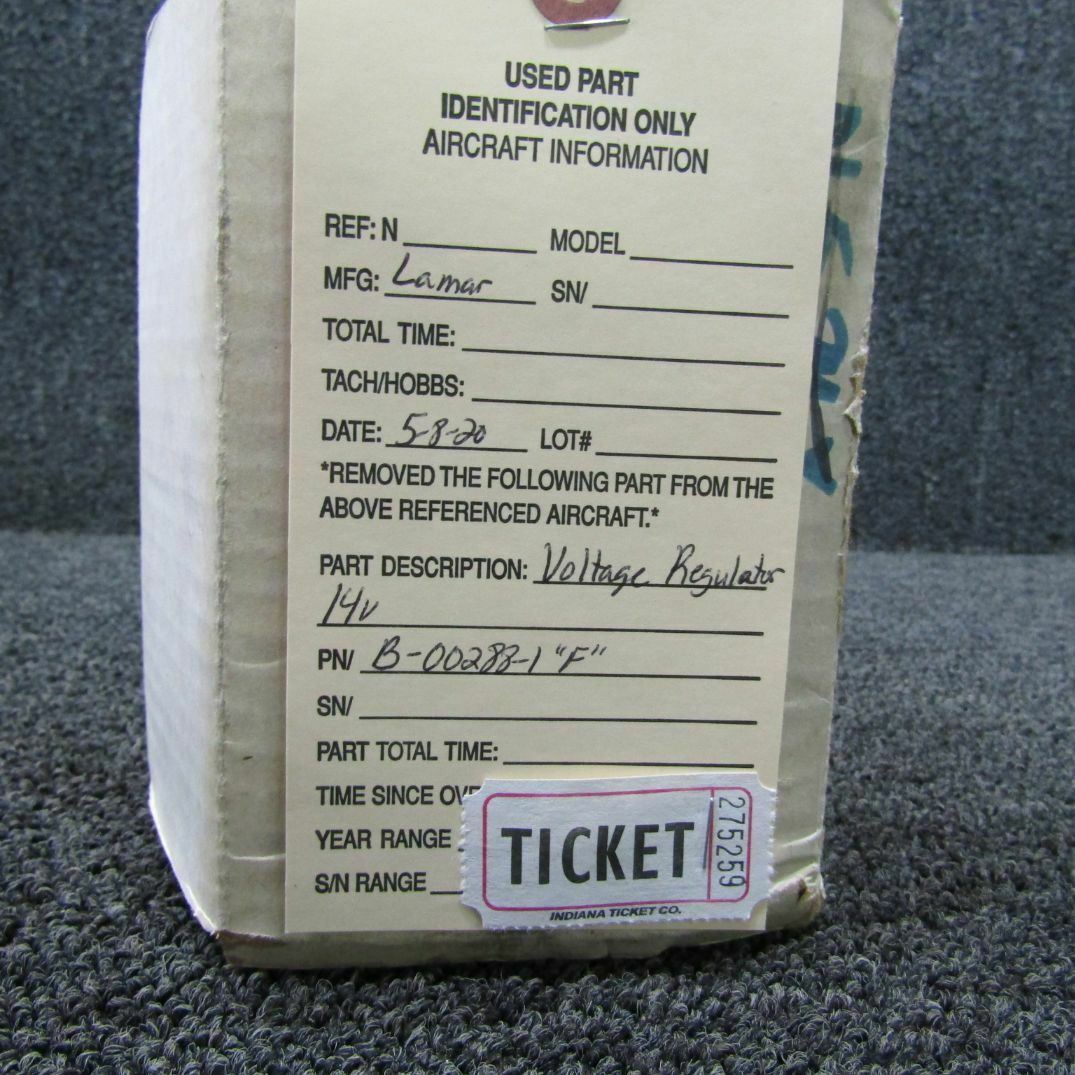 USED PART
IDENTIFICATION ONLY
AIRCRAFT INFORMATION
REF: N MODEL
MFG: Lamar SN/
TOTAL TIME:
TACH/HOBBS:
DATE: 5-8-20 LOT#
*REMOVED THE FOLLOWING PART FROM THE
ABOVE REFERENCED AIRCRAFT.*
PART DESCRIPTION: Voltage Regulator
14v
PN/ B-00288-1 "F"
SN/
PART TOTAL TIME:
TIME SINCE
YEAR RANGE
S/N RANGE
TICKET 275259
INDIANA TICKET CO.